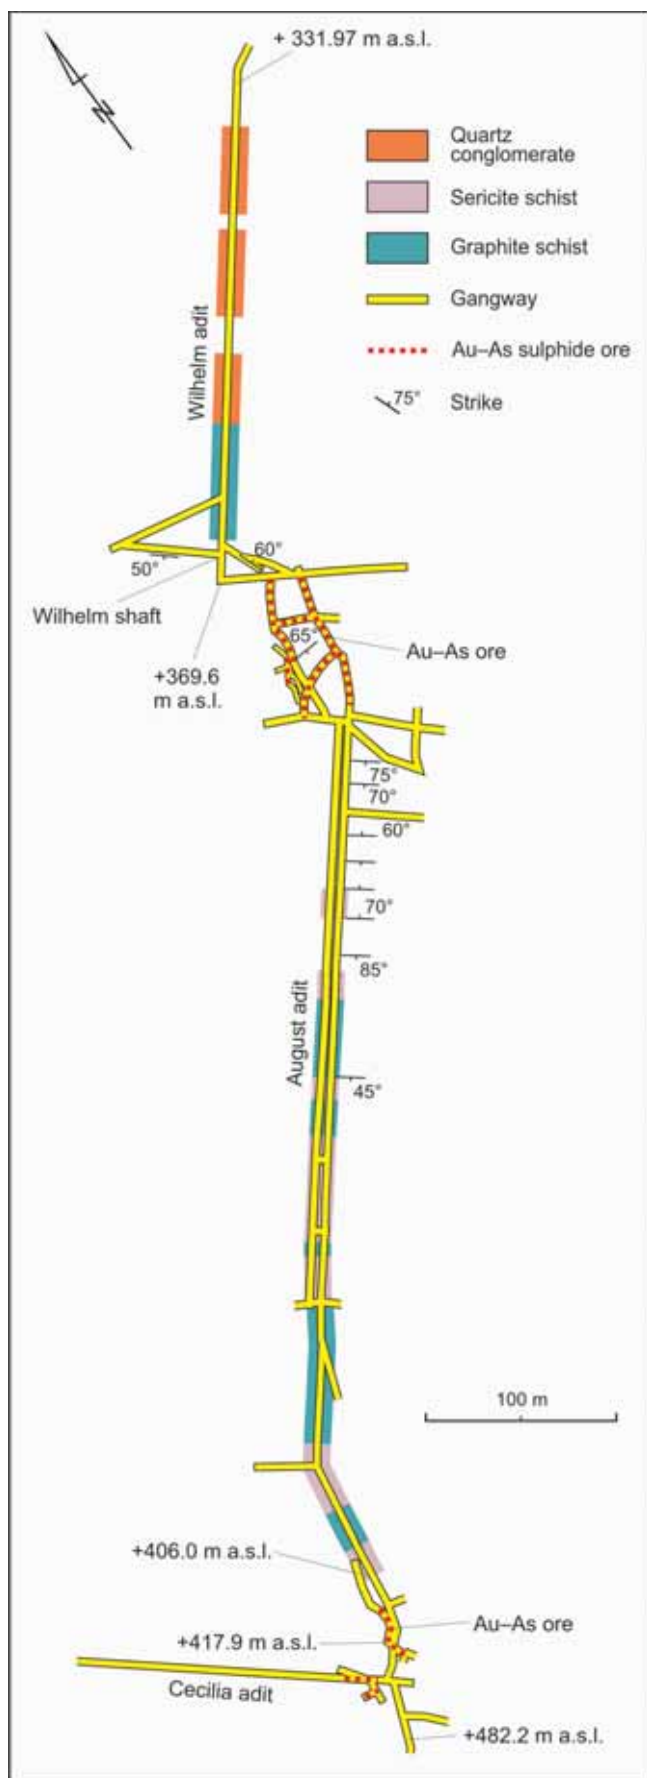 N
+ 331.97 m a.s.l.
Quartz
conglomerate
Sericite schist
Graphite schist
Gangway
Au–As sulphide ore
75°
Strike
Wilhelm adit
50°
60°
Wilhelm shaft
65°
Au–As ore
+369.6
m a.s.l.
75°
70°
60°
70°
85°
August adit
45°
100 m
+406.0 m a.s.l.
Au–As ore
+417.9 m a.s.l.
Cecilia adit
+482.2 m a.s.l.